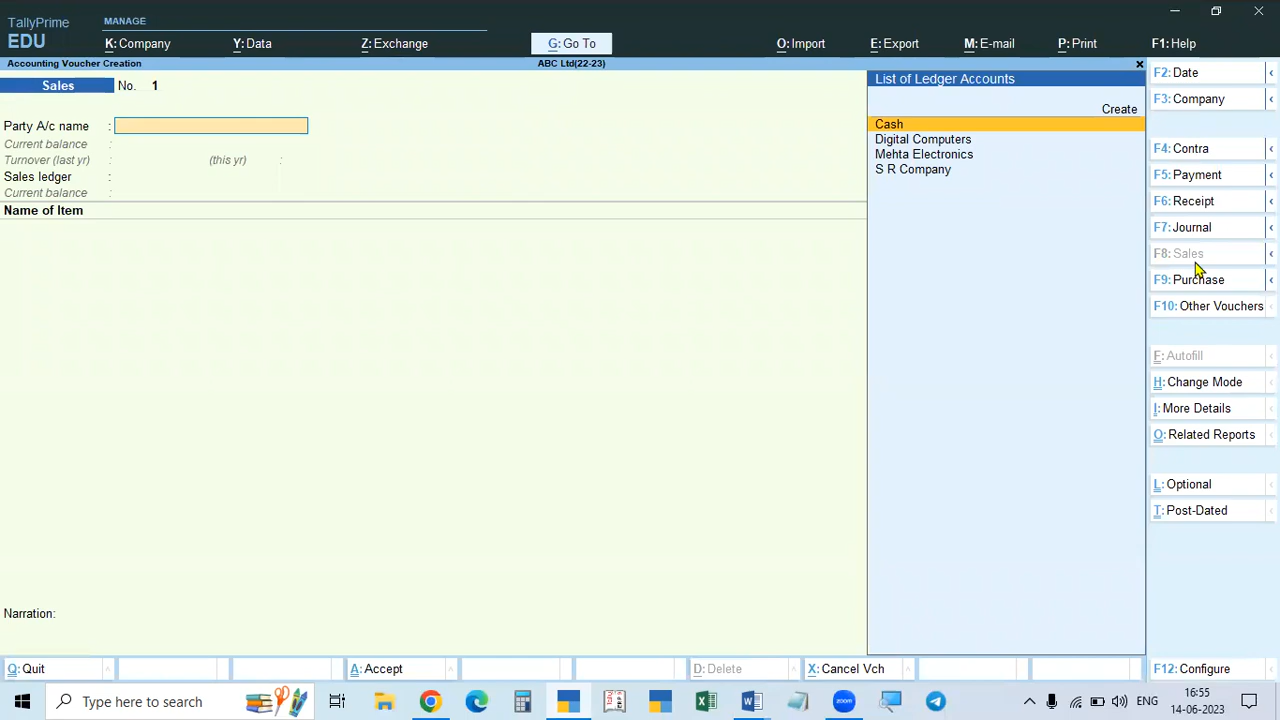 TallyPrime
EDU
MANAGE
K: Company
Y: Data
Z: Exchange
G: Go To
O: Import
E: Export
M: E-mail
P: Print
F1: Help
Accounting Voucher Creation
ABC Ltd(22-23)
Sales No. 1
Party A/c name :
Current balance :
Turnover (last yr) : (this yr) :
Sales ledger :
Current balance :
Name of Item
Narration:
List of Ledger Accounts
Create
Cash
Digital Computers
Mehta Electronics
S R Company
F2: Date
F3: Company
F4: Contra
F5: Payment
F6: Receipt
F7: Journal
F8: Sales
F9: Purchase
F10: Other Vouchers
F: Autofill
H: Change Mode
I: More Details
O: Related Reports
L: Optional
T: Post-Dated
Q: Quit
A: Accept
D: Delete
X: Cancel Vch
F12: Configure
Type here to search
zoom
ENG
16:55
14-06-2023